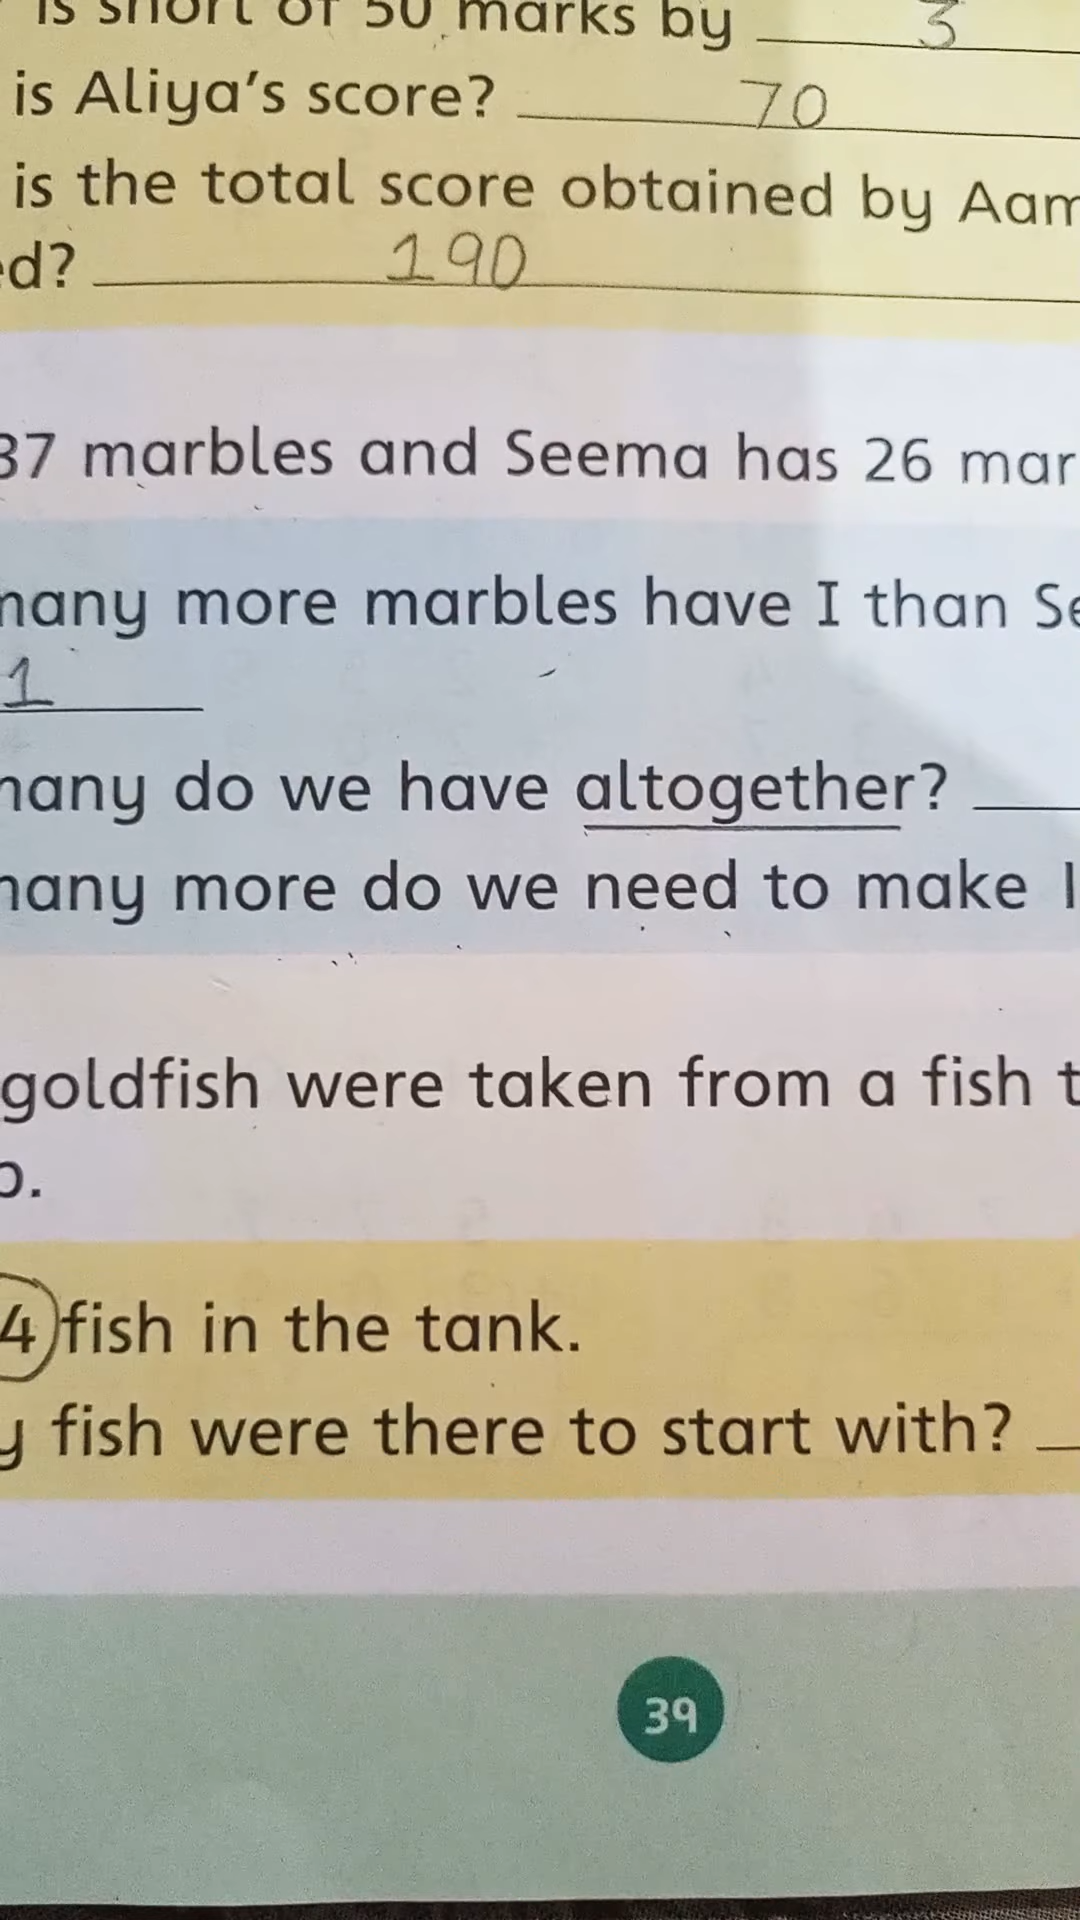 is short of 50 marks by 3
is Aliya's score? 70
is the total score obtained by Aam
ed? 190
37 marbles and Seema has 26 mar
many more marbles have I than Se
1
many do we have altogether?
many more do we need to make 1
goldfish were taken from a fish t
4 fish in the tank.
y fish were there to start with?
39